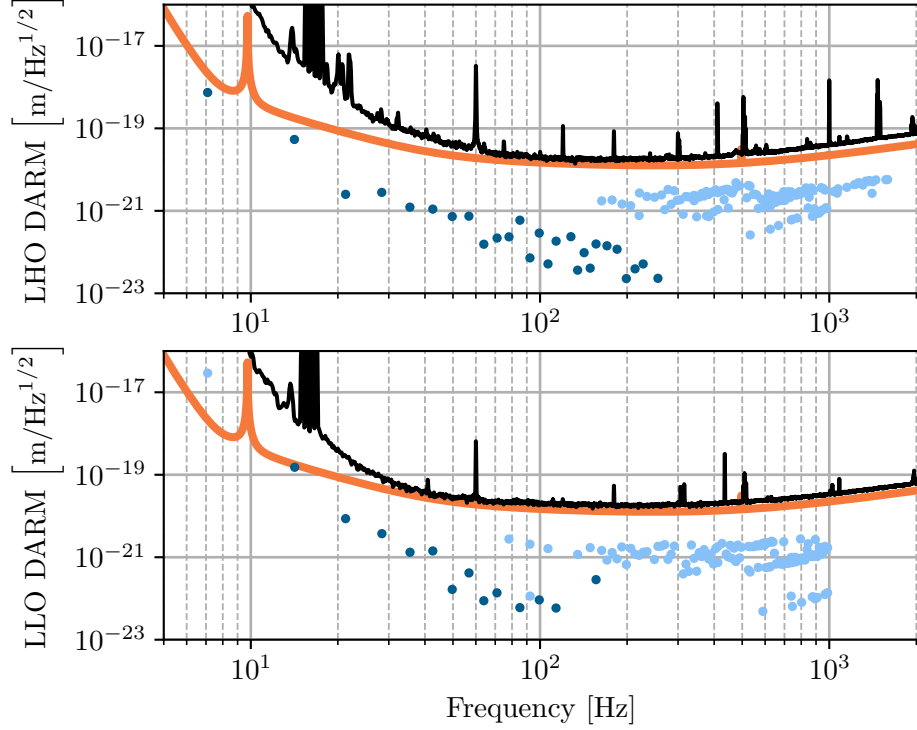 LHO DARM [m/Hz^{1/2}]
10^{-17}
10^{-19}
10^{-21}
10^{-23}
10^1 10^2 10^3
LLO DARM [m/Hz^{1/2}]
10^{-17}
10^{-19}
10^{-21}
10^{-23}
10^1 10^2 10^3
Frequency [Hz]